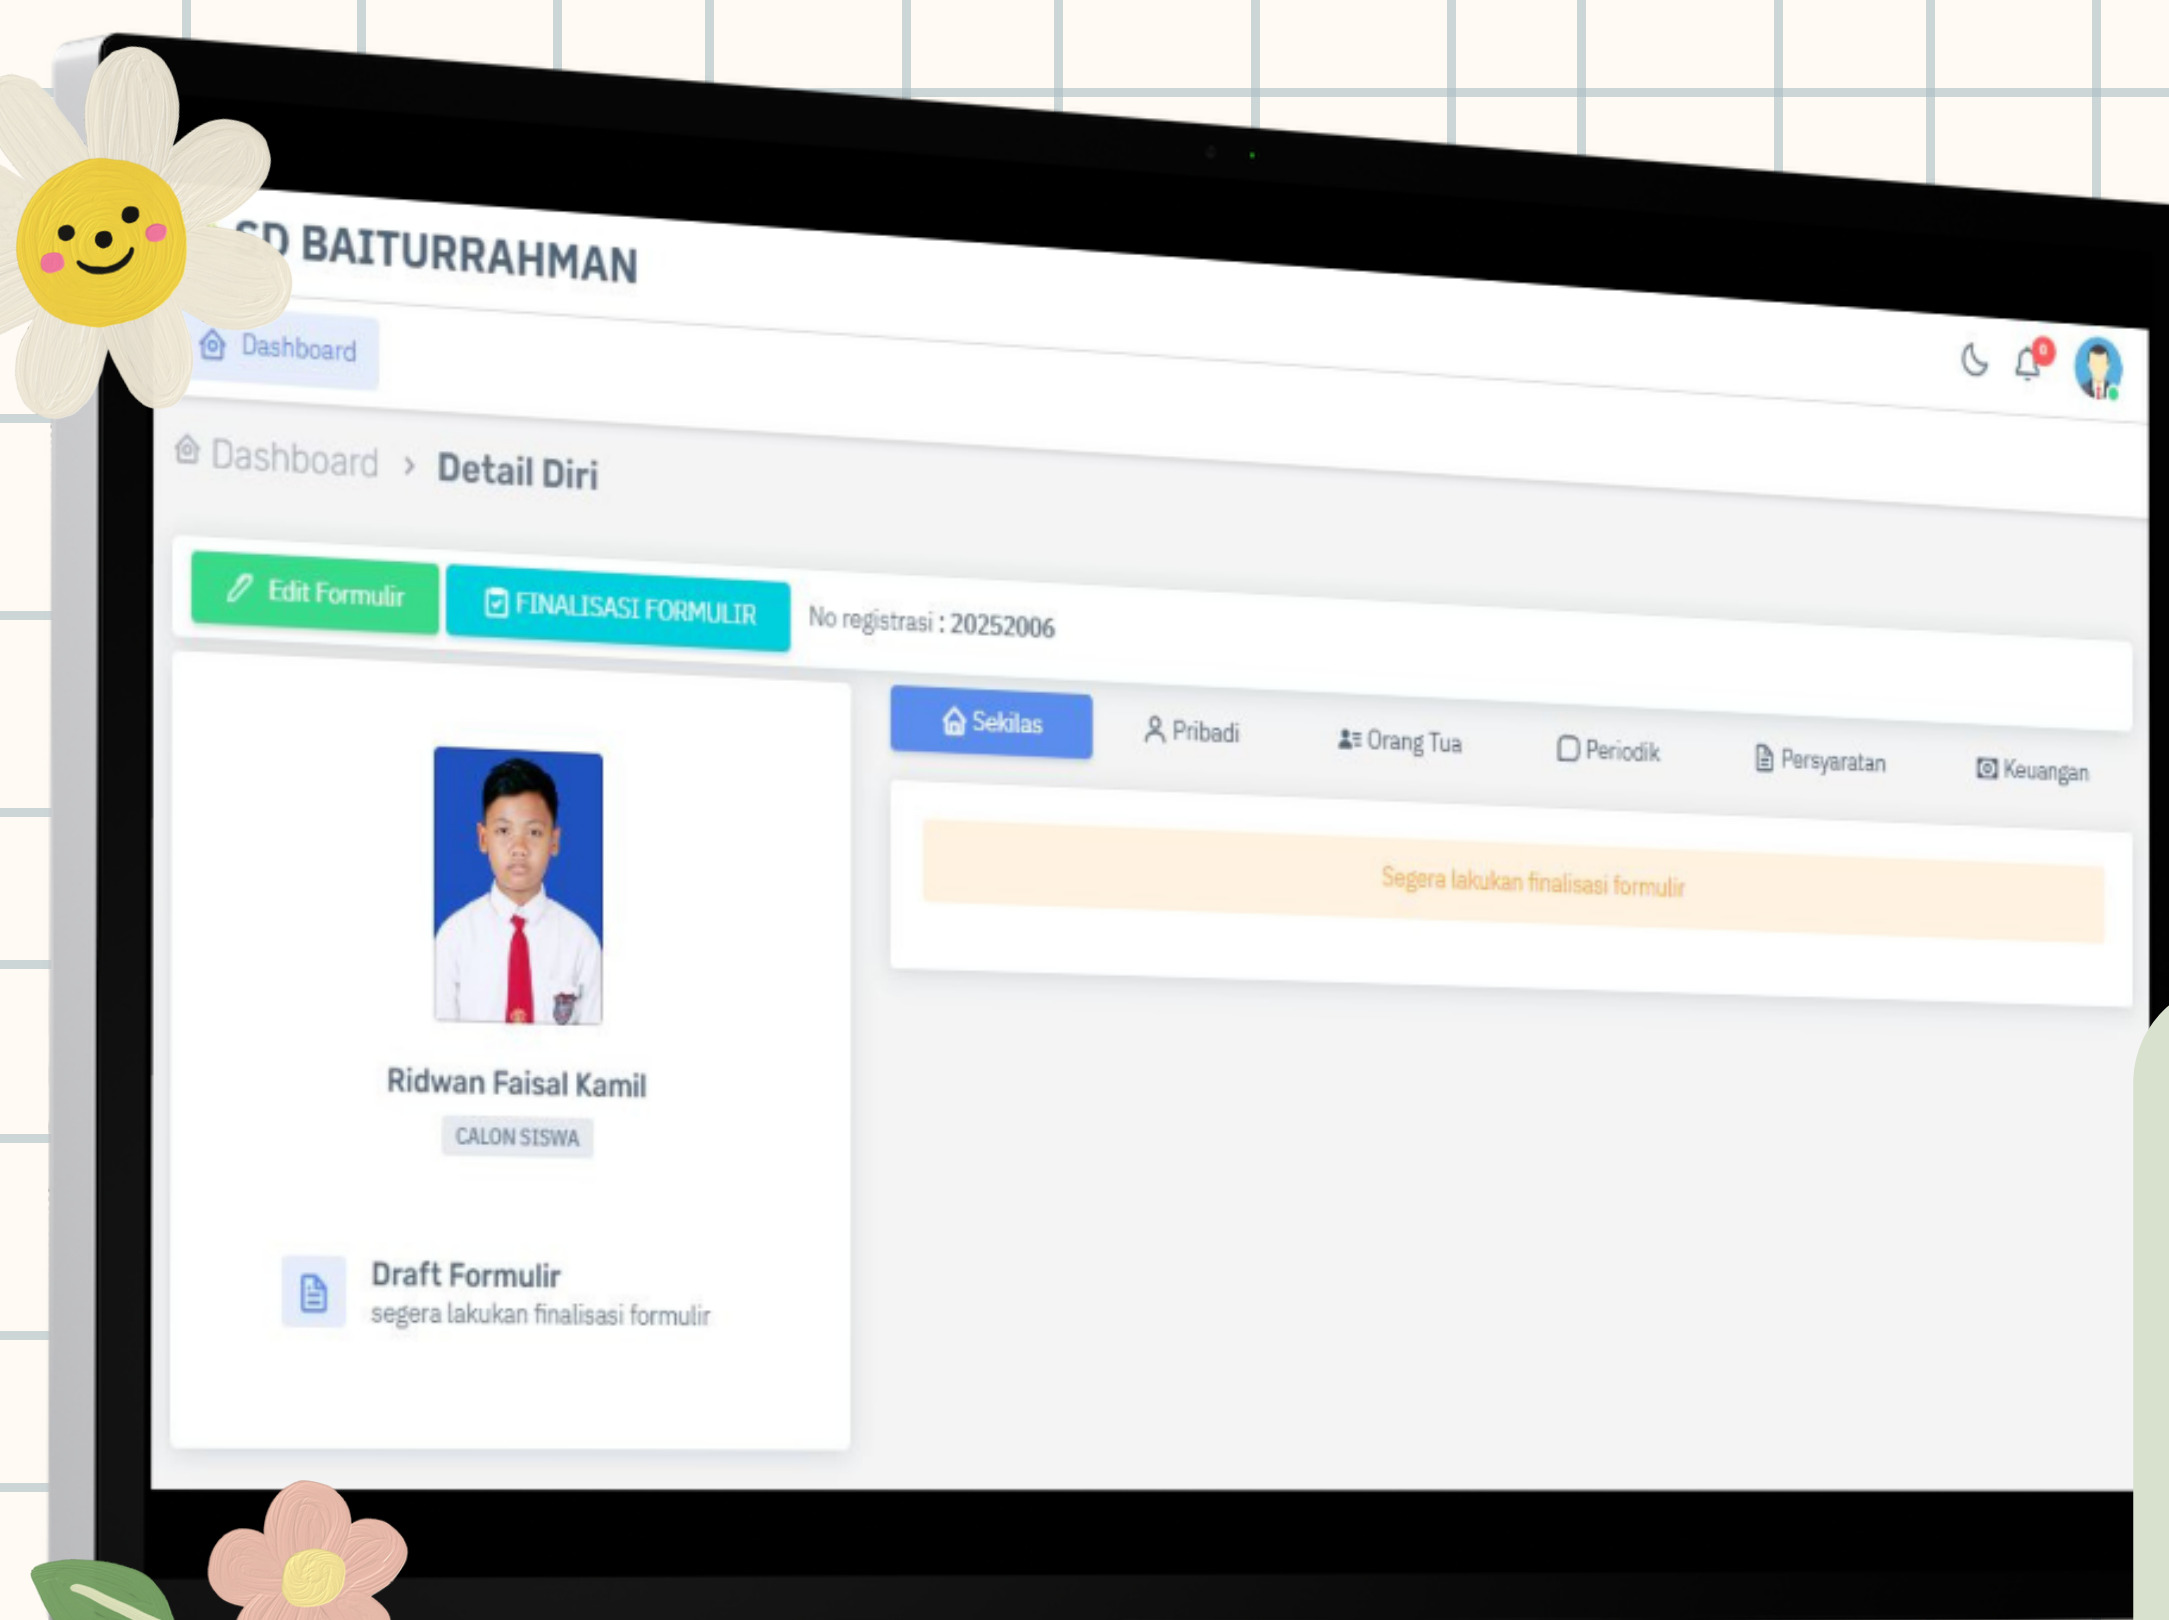 SD BAITURRAHMAN
Dashboard
Dashboard > Detail Diri
Edit Formulir
FINALISASI FORMULIR
No registrasi : 20252006
Sekilas
Pribadi
Orang Tua
Periodik
Persyaratan
Keuangan
Segera lakukan finalisasi formulir
Ridwan Faisal Kamil
CALON SISWA
Draft Formulir
segera lakukan finalisasi formulir